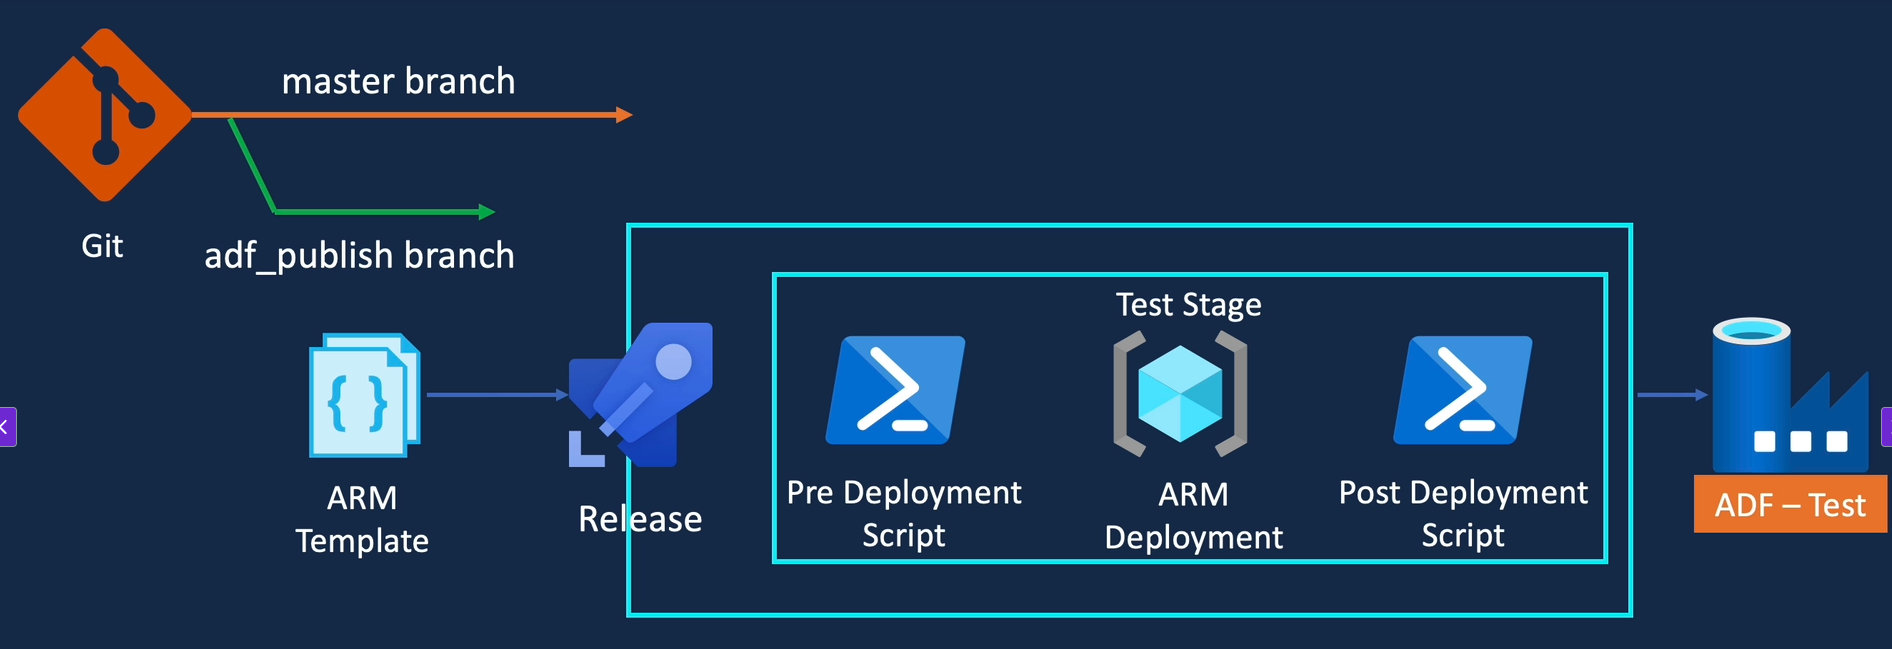 master branch
Git
adf_publish branch
Test Stage
{ }
ARM
Template
Release
Pre Deployment
Script
ARM
Deployment
Post Deployment
Script
ADF – Test